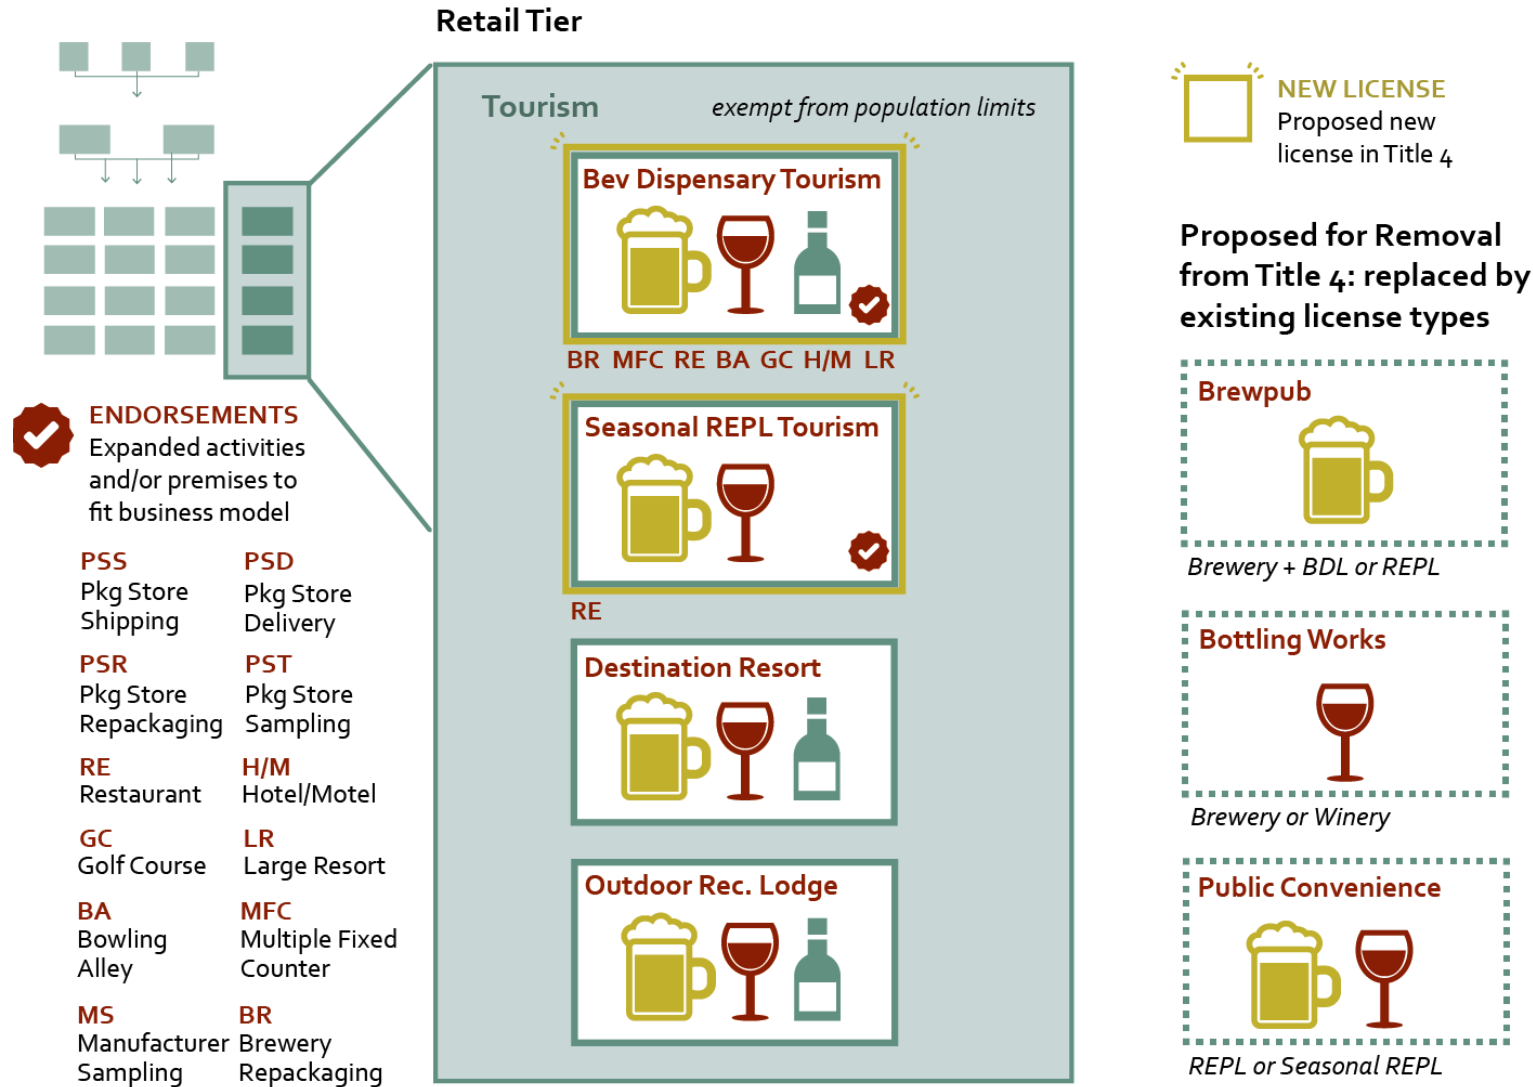 Retail Tier
Tourism
exempt from population limits
Bev Dispensary Tourism
BR MFC RE BA GC H/M LR
Seasonal REPL Tourism
RE
Destination Resort
Outdoor Rec. Lodge
ENDORSEMENTS
Expanded activities
and/or premises to
fit business model
PSS
Pkg Store
Shipping
PSD
Pkg Store
Delivery
PSR
Pkg Store
Repackaging
PST
Pkg Store
Sampling
RE
Restaurant
H/M
Hotel/Motel
GC
Golf Course
LR
Large Resort
BA
Bowling
Alley
MFC
Multiple Fixed
Counter
MS
Manufacturer
Sampling
BR
Brewery
Repackaging
NEW LICENSE
Proposed new
license in Title 4
Proposed for Removal
from Title 4: replaced by
existing license types
Brewpub
Brewery + BDL or REPL
Bottling Works
Brewery or Winery
Public Convenience
REPL or Seasonal REPL